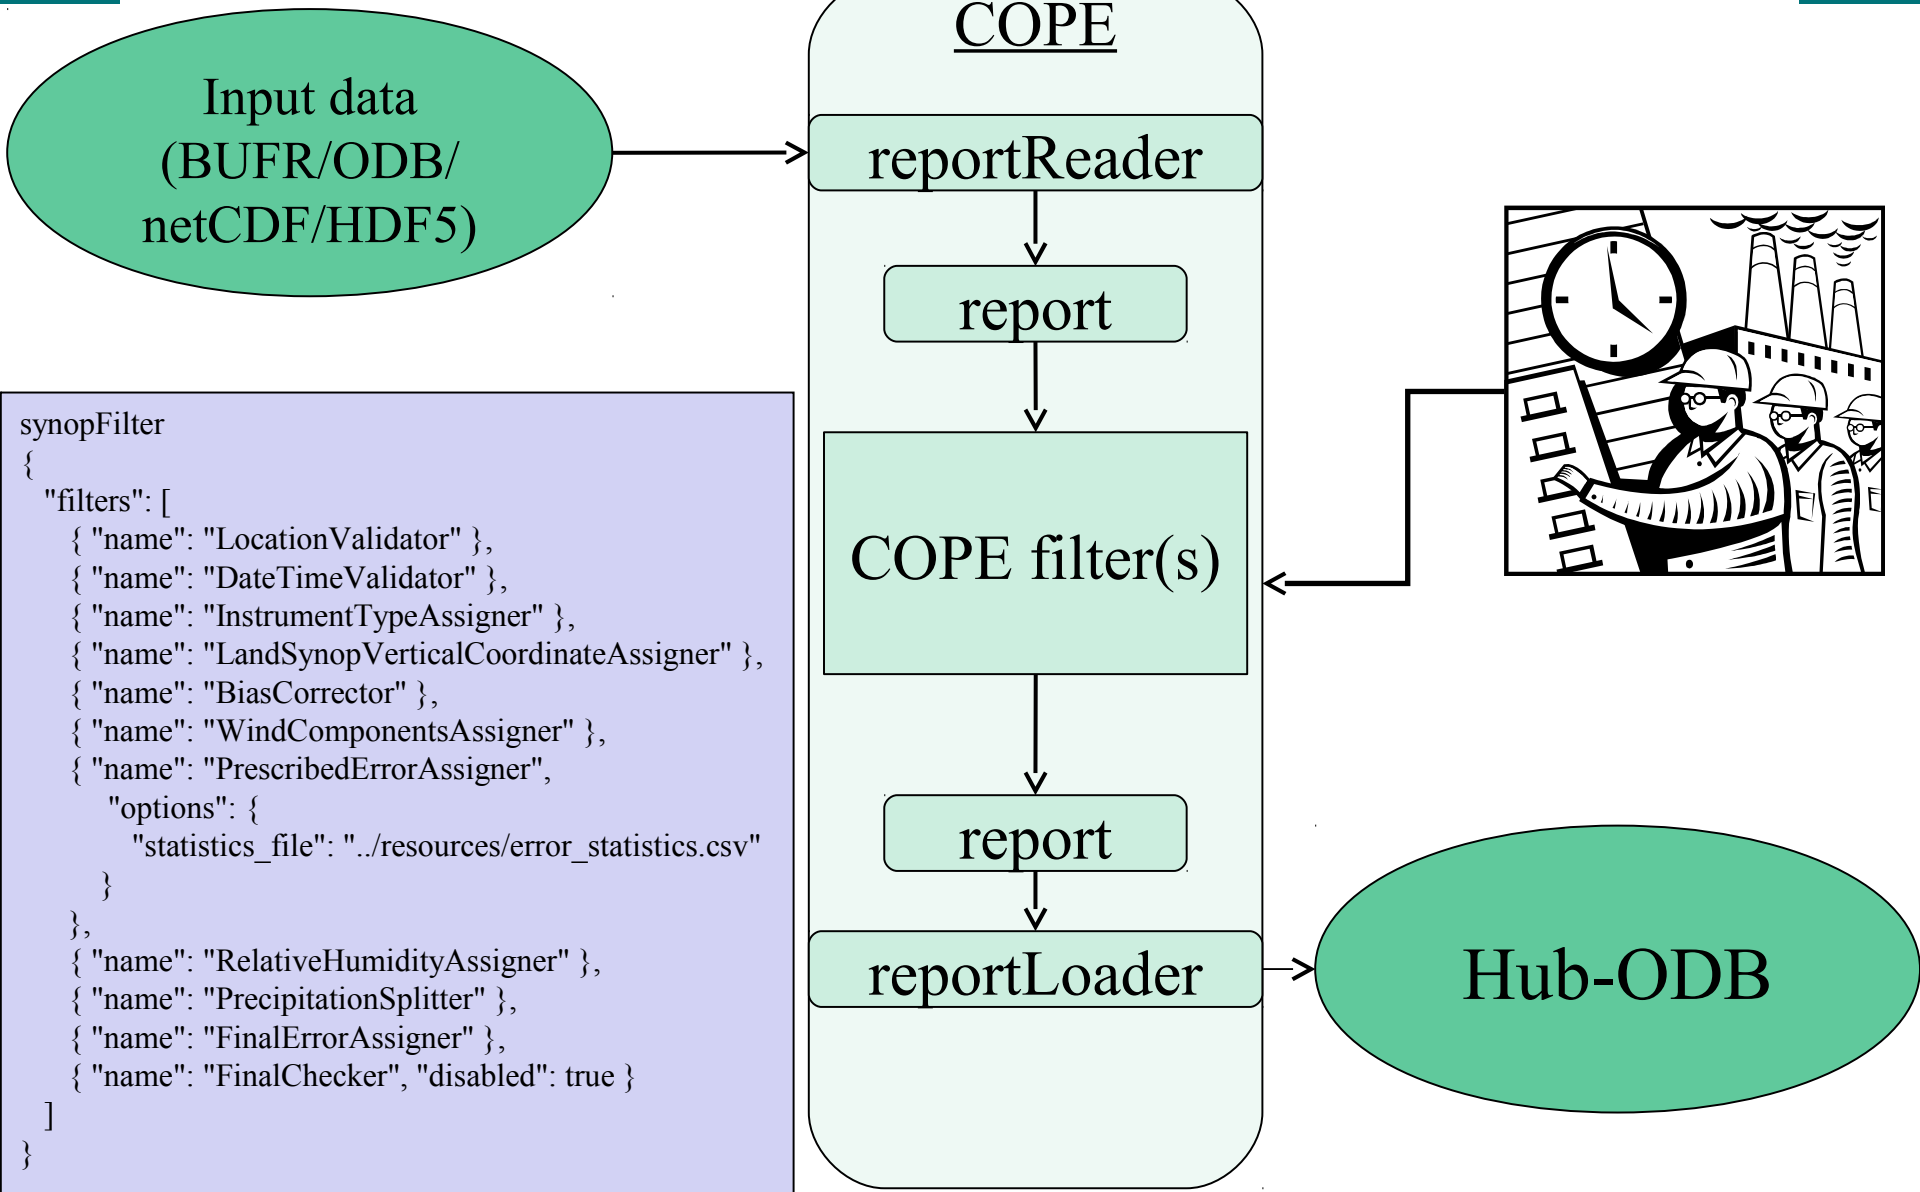 COPE
Input data
(BUFR/ODB/
netCDF/HDF5)
reportReader
report
synopFilter
{
"filters": [
{ "name": "LocationValidator" },
{ "name": "DateTimeValidator" },
{ "name": "InstrumentTypeAssigner" },
{ "name": "LandSynopVerticalCoordinateAssigner" },
{ "name": "BiasCorrector" },
{ "name": "WindComponentsAssigner" },
{ "name": "PrescribedErrorAssigner",
"options": {
"statistics_file": "../resources/error_statistics.csv"
}
},
{ "name": "RelativeHumidityAssigner" },
{ "name": "PrecipitationSplitter" },
{ "name": "FinalErrorAssigner" },
{ "name": "FinalChecker", "disabled": true }
]
}
COPE filter(s)
report
reportLoader
Hub-ODB